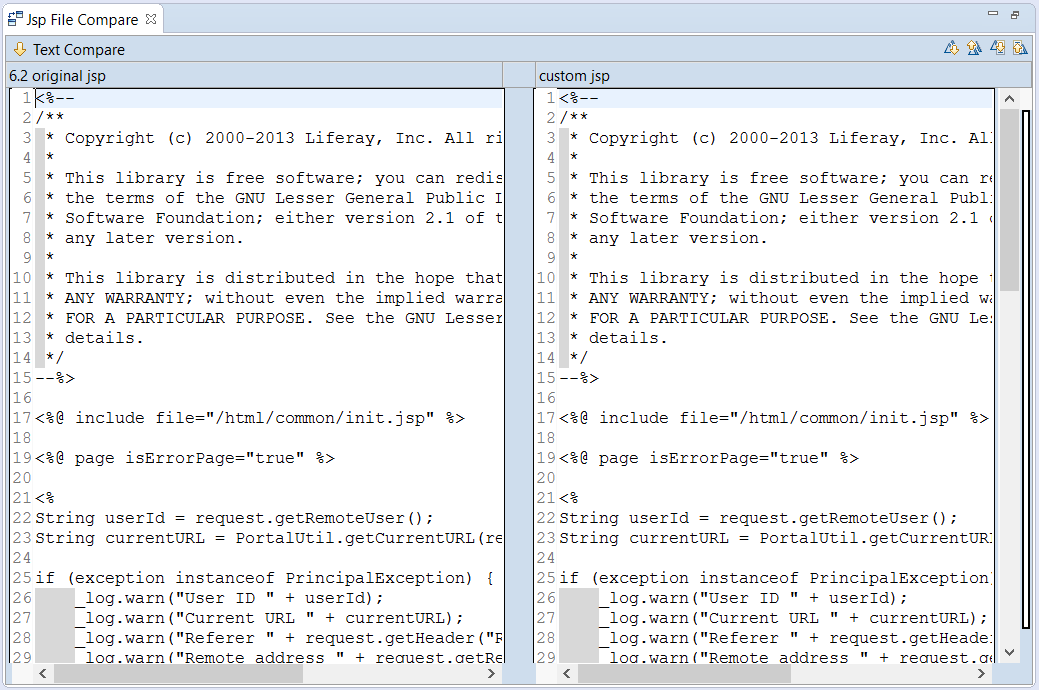 Jsp File Compare
Text Compare
6.2 original jsp
1 <%--
2 /**
3  * Copyright (c) 2000-2013 Liferay, Inc. All ri
4  *
5  * This library is free software; you can redis
6  * the terms of the GNU Lesser General Public
7  * Software Foundation; either version 2.1 of t
8  * any later version.
9  *
10  * This library is distributed in the hope that
11  * ANY WARRANTY; without even the implied warra
12  * FOR A PARTICULAR PURPOSE. See the GNU Lesser
13  * details.
14  */
15 --%>
16
17 <%@ include file="/html/common/init.jsp" %>
18
19 <%@ page isErrorPage="true" %>
20
21 <%
22 String userId = request.getRemoteUser();
23 String currentURL = PortalUtil.getCurrentURL(re
24
25 if (exception instanceof PrincipalException) {
26     _log.warn("User ID " + userId);
27     _log.warn("Current URL " + currentURL);
28     _log.warn("Referer " + request.getHeader("R
29     _log.warn("Remote address " + request.getRe
custom jsp
1 <%--
2 /**
3  * Copyright (c) 2000-2013 Liferay, Inc. Al
4  *
5  * This library is free software; you can re
6  * the terms of the GNU Lesser General Publ
7  * Software Foundation; either version 2.1
8  * any later version.
9  *
10  * This library is distributed in the hope
11  * ANY WARRANTY; without even the implied wa
12  * FOR A PARTICULAR PURPOSE. See the GNU Les
13  * details.
14  */
15 --%>
16
17 <%@ include file="/html/common/init.jsp" %>
18
19 <%@ page isErrorPage="true" %>
20
21 <%
22 String userId = request.getRemoteUser();
23 String currentURL = PortalUtil.getCurrentUR
24
25 if (exception instanceof PrincipalException)
26     _log.warn("User ID " + userId);
27     _log.warn("Current URL " + currentURL);
28     _log.warn("Referer " + request.getHeade
29     _log.warn("Remote address " + request.ge